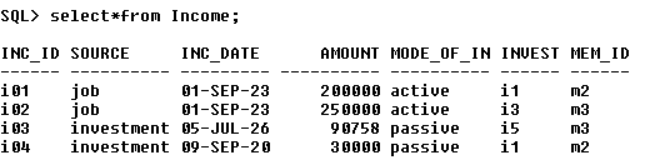 SQL> select*from Income;
INC_ID SOURCE INC_DATE AMOUNT MODE_OF_IN INVEST MEM_ID
------ ---------- --------- ---------- ---------- ------ ------
i01 job 01-SEP-23 200000 active i1 m2
i02 job 01-SEP-23 250000 active i3 m3
i03 investment 05-JUL-26 90758 passive i5 m3
i04 investment 09-SEP-20 30000 passive i1 m2